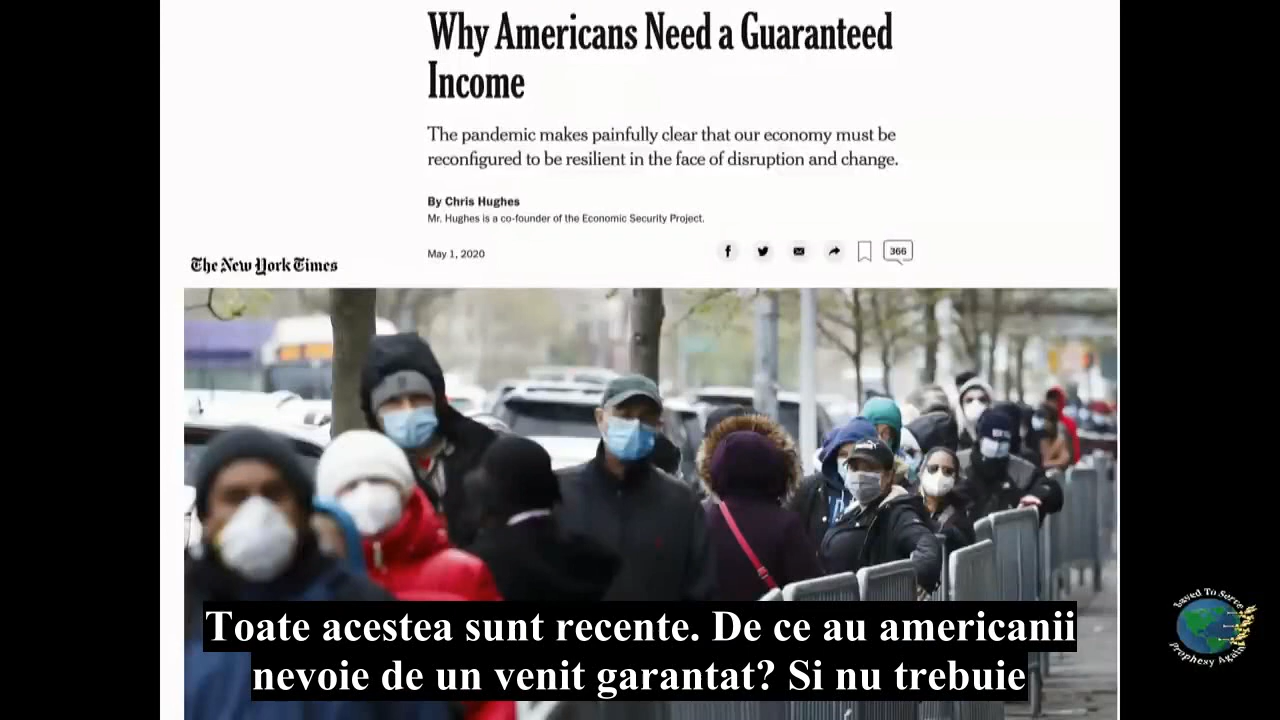 Why Americans Need a Guaranteed
Income
The pandemic makes painfully clear that our economy must be
reconfigured to be resilient in the face of disruption and change.
By Chris Hughes
Mr. Hughes is a co-founder of the Economic Security Project.
May 1, 2020
366
The New York Times
Toate acestea sunt recente. De ce au americanii
nevoie de un venit garantat? Si nu trebuie
Prophesy Again